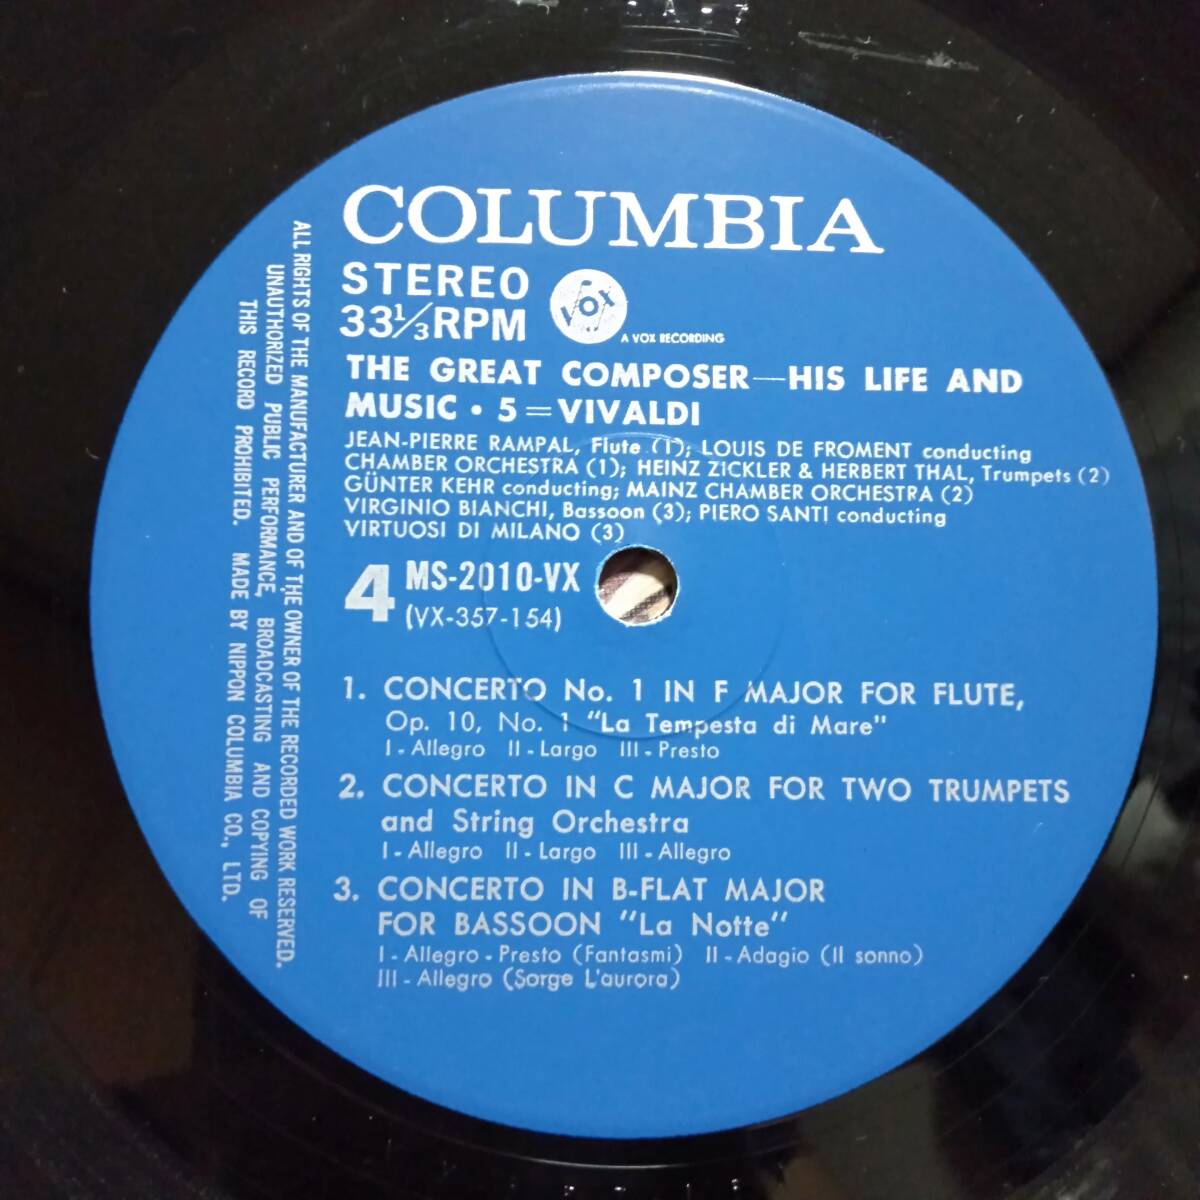 COLUMBIA
STEREO
33 1/3 RPM
VOX
A VOX RECORDING
THE GREAT COMPOSER—HIS LIFE AND
MUSIC • 5=VIVALDI
JEAN-PIERRE RAMPAL, Flute (1); LOUIS DE FROMENT conducting
CHAMBER ORCHESTRA (1); HEINZ ZICKLER & HERBERT THAL, Trumpets (2)
GÜNTER KEHR conducting; MAINZ CHAMBER ORCHESTRA (2)
VIRGINIO BIANCHI, Bassoon (3); PIERO SANTI conducting
VIRTUOSI DI MILANO (3)
4 MS-2010-VX
(VX-357-154)
1. CONCERTO No. 1 IN F MAJOR FOR FLUTE,
Op. 10, No. 1 "La Tempesta di Mare"
I - Allegro II - Largo III - Presto
2. CONCERTO IN C MAJOR FOR TWO TRUMPETS
and String Orchestra
I - Allegro II - Largo III - Allegro
3. CONCERTO IN B-FLAT MAJOR
FOR BASSOON "La Notte"
I - Allegro - Presto (Fantasmi) II - Adagio (Il sonno)
III - Allegro (Sorge L'aurora)
ALL RIGHTS OF THE MANUFACTURER AND OF THE OWNER OF THE RECORDED WORK RESERVED.
UNAUTHORIZED PUBLIC PERFORMANCE, BROADCASTING AND COPYING OF
THIS RECORD PROHIBITED. MADE BY NIPPON COLUMBIA CO., LTD.